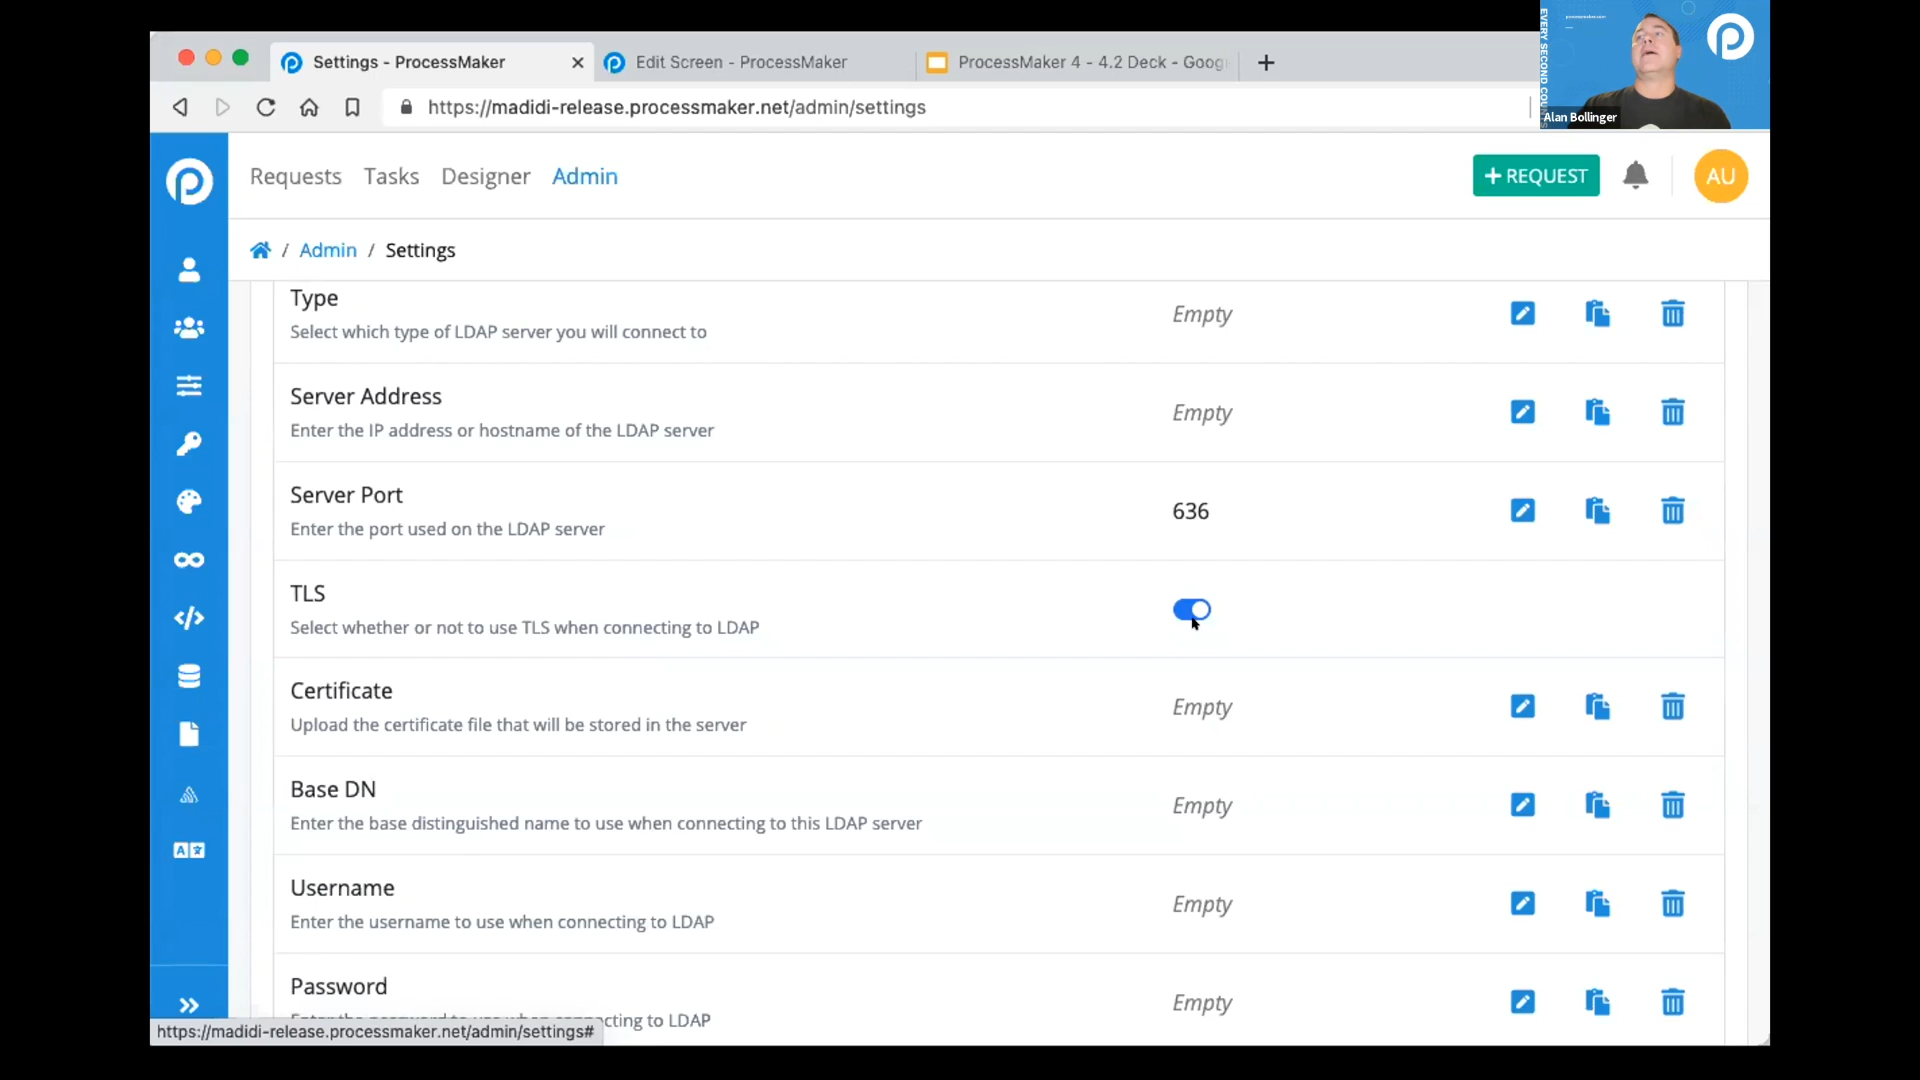 Settings - ProcessMaker
Edit Screen - ProcessMaker
ProcessMaker 4 - 4.2 Deck - Goog
https://madidi-release.processmaker.net/admin/settings
EVERY SECOND COU
Alan Bollinger
Requests Tasks Designer Admin
+ REQUEST
AU
/ Admin / Settings
Type
Empty
Select which type of LDAP server you will connect to
Server Address
Empty
Enter the IP address or hostname of the LDAP server
Server Port
636
Enter the port used on the LDAP server
TLS
Select whether or not to use TLS when connecting to LDAP
Certificate
Empty
Upload the certificate file that will be stored in the server
Base DN
Empty
Enter the base distinguished name to use when connecting to this LDAP server
Username
Empty
Enter the username to use when connecting to LDAP
Password
Empty
cting to LDAP
https://madidi-release.processmaker.net/admin/settings#